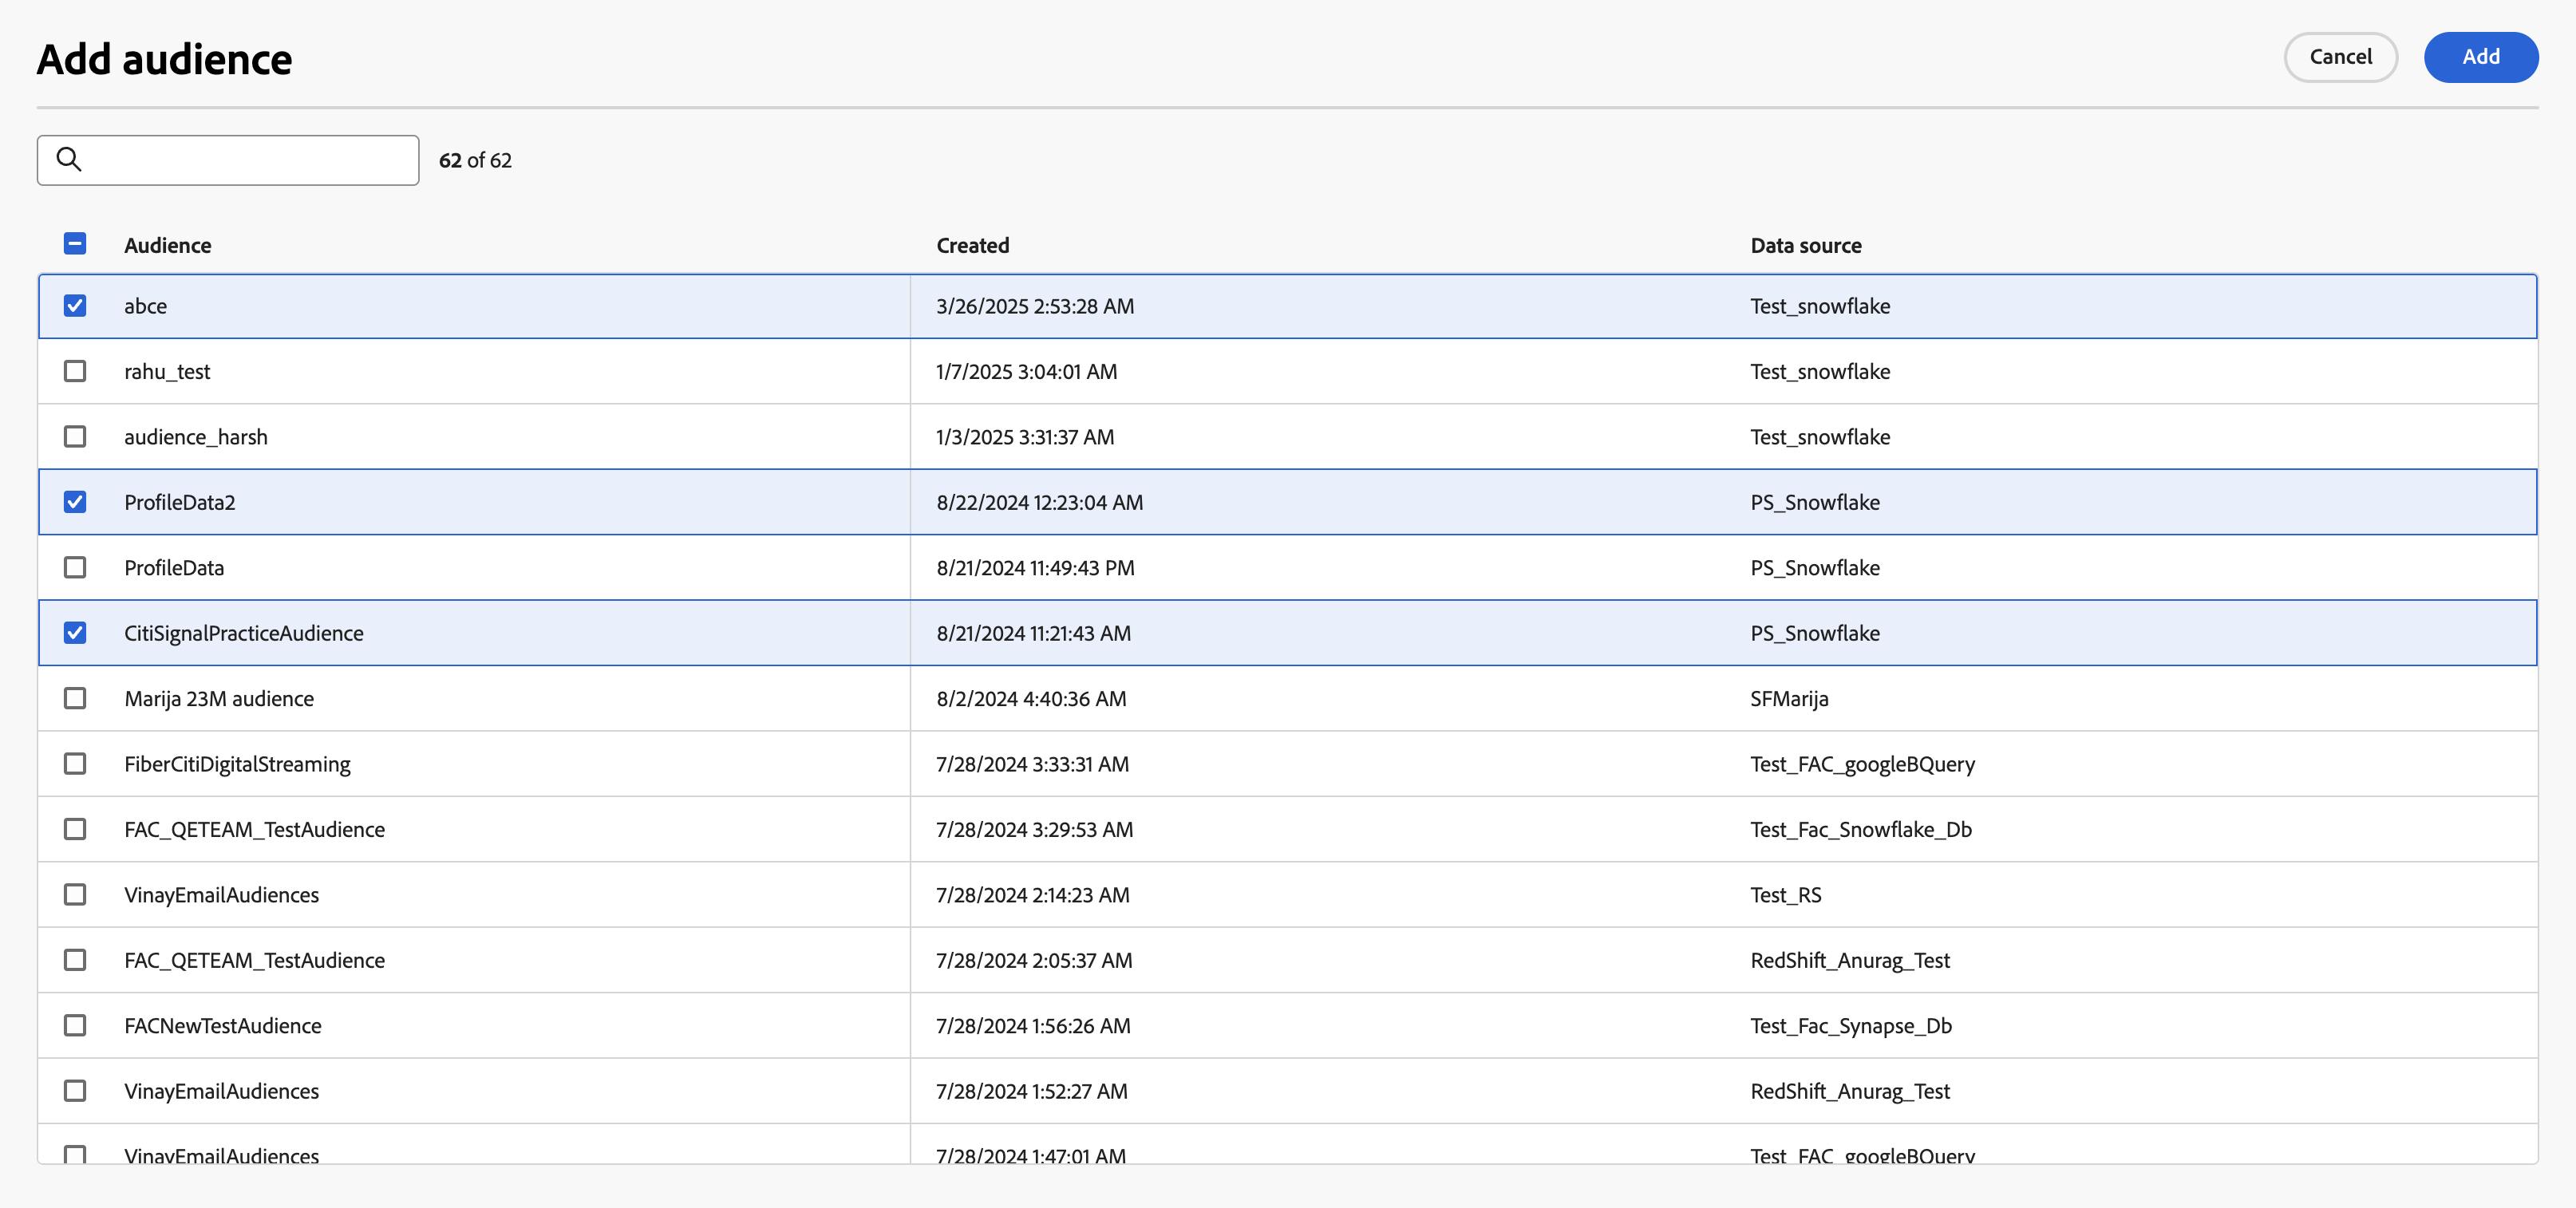 Add audience
Cancel
Add
62 of 62
Audience Created Data source
abce 3/26/2025 2:53:28 AM Test_snowflake
rahu_test 1/7/2025 3:04:01 AM Test_snowflake
audience_harsh 1/3/2025 3:31:37 AM Test_snowflake
ProfileData2 8/22/2024 12:23:04 AM PS_Snowflake
ProfileData 8/21/2024 11:49:43 PM PS_Snowflake
CitiSignalPracticeAudience 8/21/2024 11:21:43 AM PS_Snowflake
Marija 23M audience 8/2/2024 4:40:36 AM SFMarija
FiberCitiDigitalStreaming 7/28/2024 3:33:31 AM Test_FAC_googleBQuery
FAC_QETEAM_TestAudience 7/28/2024 3:29:53 AM Test_Fac_Snowflake_Db
VinayEmailAudiences 7/28/2024 2:14:23 AM Test_RS
FAC_QETEAM_TestAudience 7/28/2024 2:05:37 AM RedShift_Anurag_Test
FACNewTestAudience 7/28/2024 1:56:26 AM Test_Fac_Synapse_Db
VinayEmailAudiences 7/28/2024 1:52:27 AM RedShift_Anurag_Test
VinayEmailAudiences 7/28/2024 1:47:01 AM Test_FAC_googleBQuery